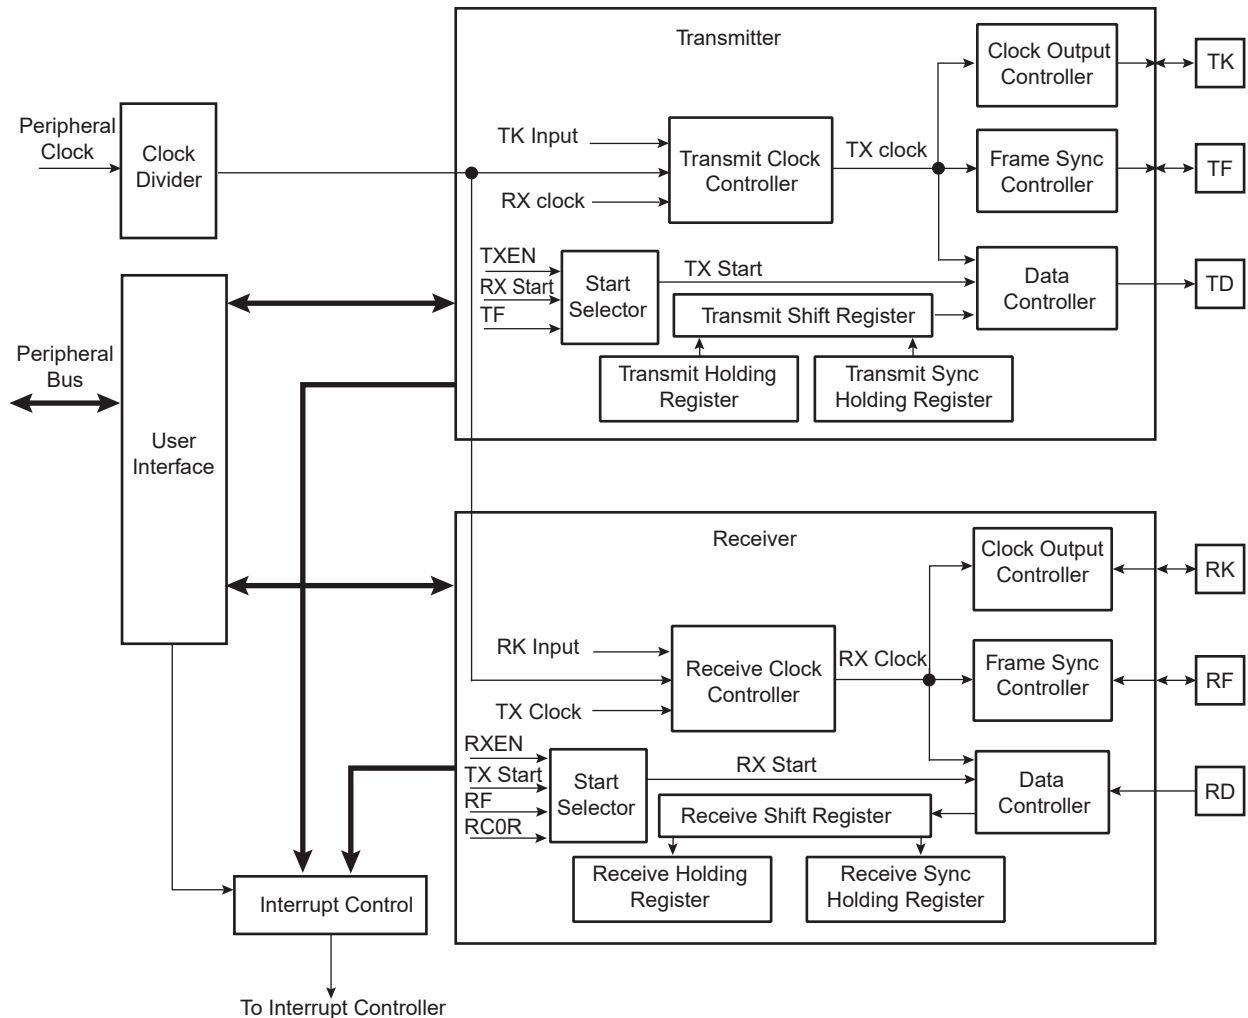 Transmitter
Clock Output
Controller
TK
Peripheral
Clock
Clock
Divider
TK Input
RX clock
Transmit Clock
Controller
TX clock
Frame Sync
Controller
TF
TXEN
RX Start
TF
Start
Selector
TX Start
Data
Controller
TD
Transmit Shift Register
Transmit Holding
Register
Transmit Sync
Holding Register
Peripheral
Bus
User
Interface
Receiver
Clock Output
Controller
RK
RK Input
TX Clock
Receive Clock
Controller
RX Clock
Frame Sync
Controller
RF
RXEN
TX Start
RF
RC0R
Start
Selector
RX Start
Data
Controller
RD
Receive Shift Register
Receive Holding
Register
Receive Sync
Holding Register
Interrupt Control
To Interrupt Controller